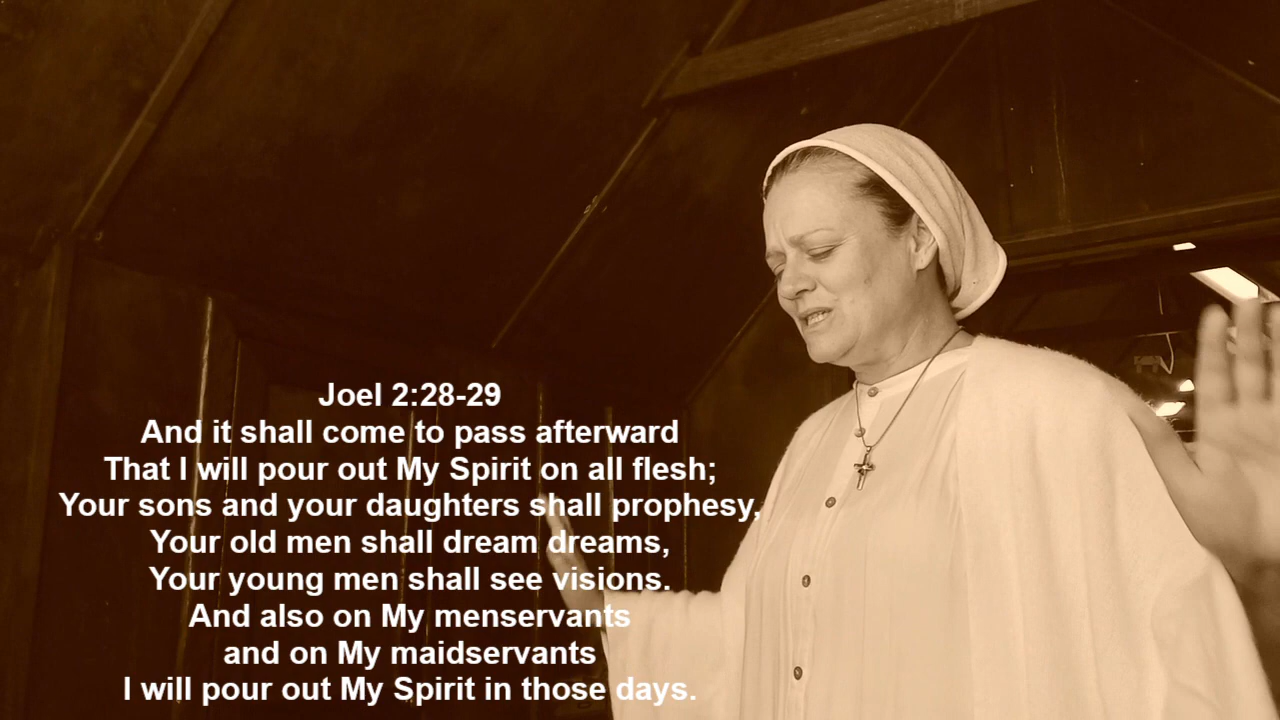 Joel 2:28-29
And it shall come to pass afterward
That I will pour out My Spirit on all flesh;
Your sons and your daughters shall prophesy,
Your old men shall dream dreams,
Your young men shall see visions.
And also on My menservants
and on My maidservants
I will pour out My Spirit in those days.